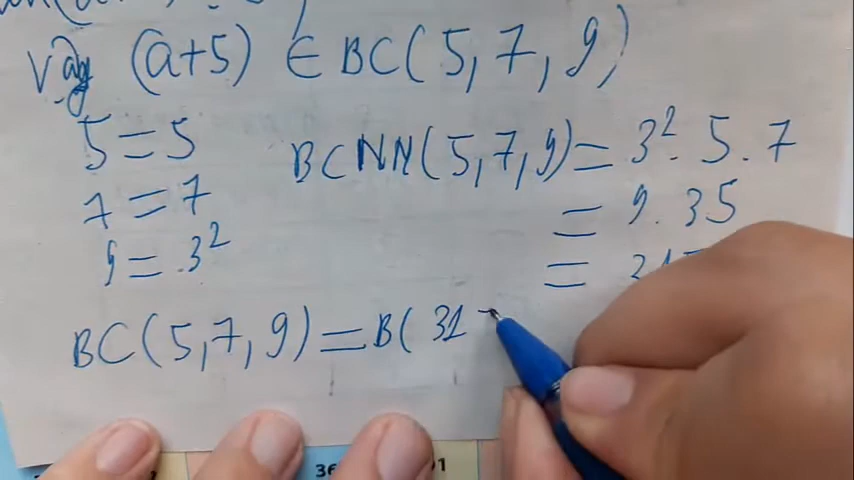 Vậy (a+5) ∈ BC(5,7,9)
5=5
7=7
9=3²
BCNN(5,7,9)=3².5.7
=9.35
=
BC(5,7,9)=B(31
36